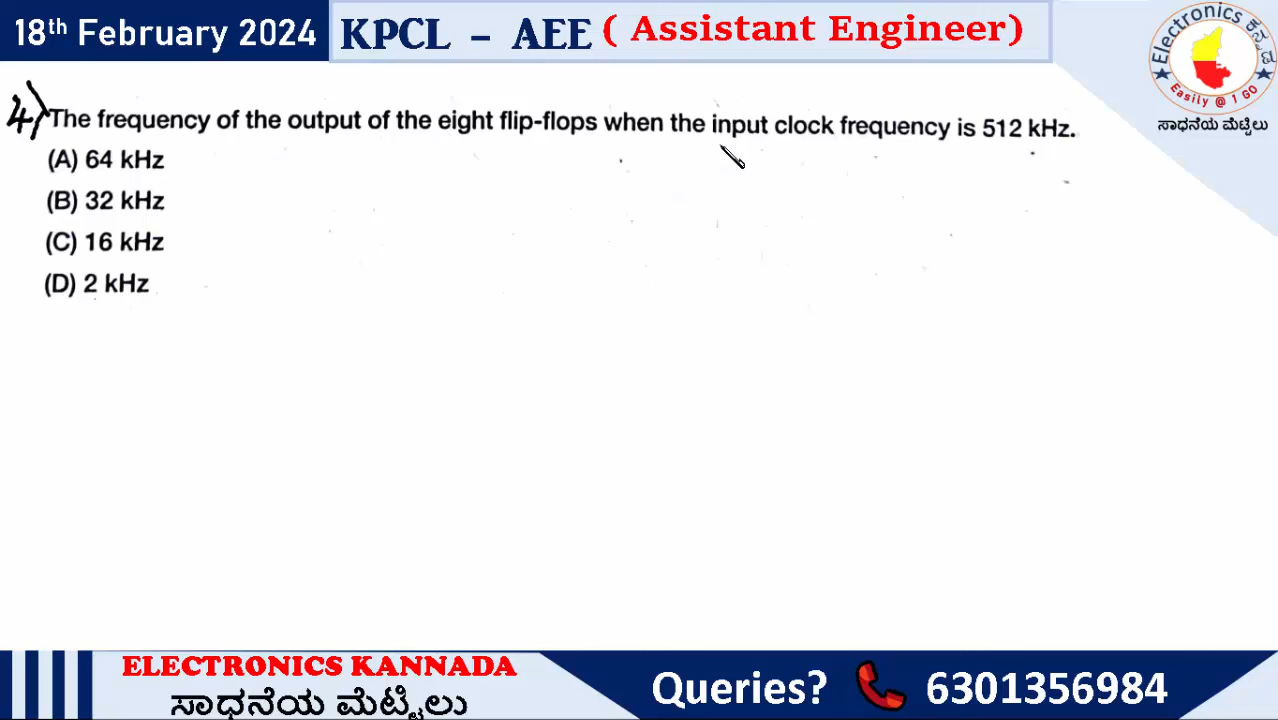 18th February 2024
KPCL - AEE ( Assistant Engineer)
Electronics ಕನ್ನಡ
Easily @ 1 GO
ಸಾಧನೆಯ ಮೆಟ್ಟಿಲು
4)
The frequency of the output of the eight flip-flops when the input clock frequency is 512 kHz.
(A) 64 kHz
(B) 32 kHz
(C) 16 kHz
(D) 2 kHz
ELECTRONICS KANNADA
ಸಾಧನೆಯ ಮೆಟ್ಟಿಲು
Queries? 6301356984